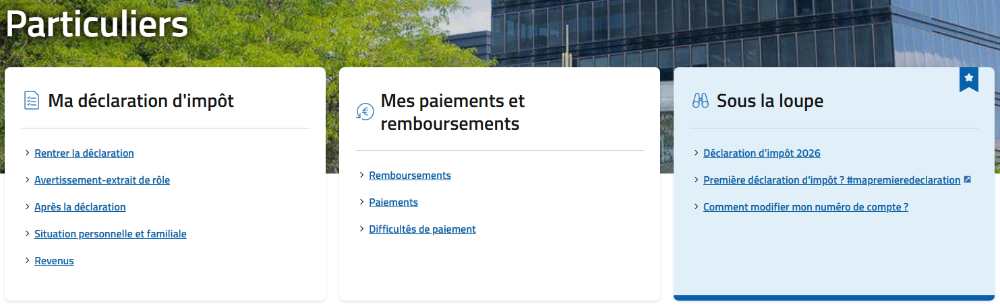 Particuliers
Ma déclaration d'impôt
Rentrer la déclaration
Avertissement-extrait de rôle
Après la déclaration
Situation personnelle et familiale
Revenus
Mes paiements et
remboursements
Remboursements
Paiements
Difficultés de paiement
Sous la loupe
Déclaration d’impôt 2026
Première déclaration d'impôt ? #mapremieredeclaration
Comment modifier mon numéro de compte ?